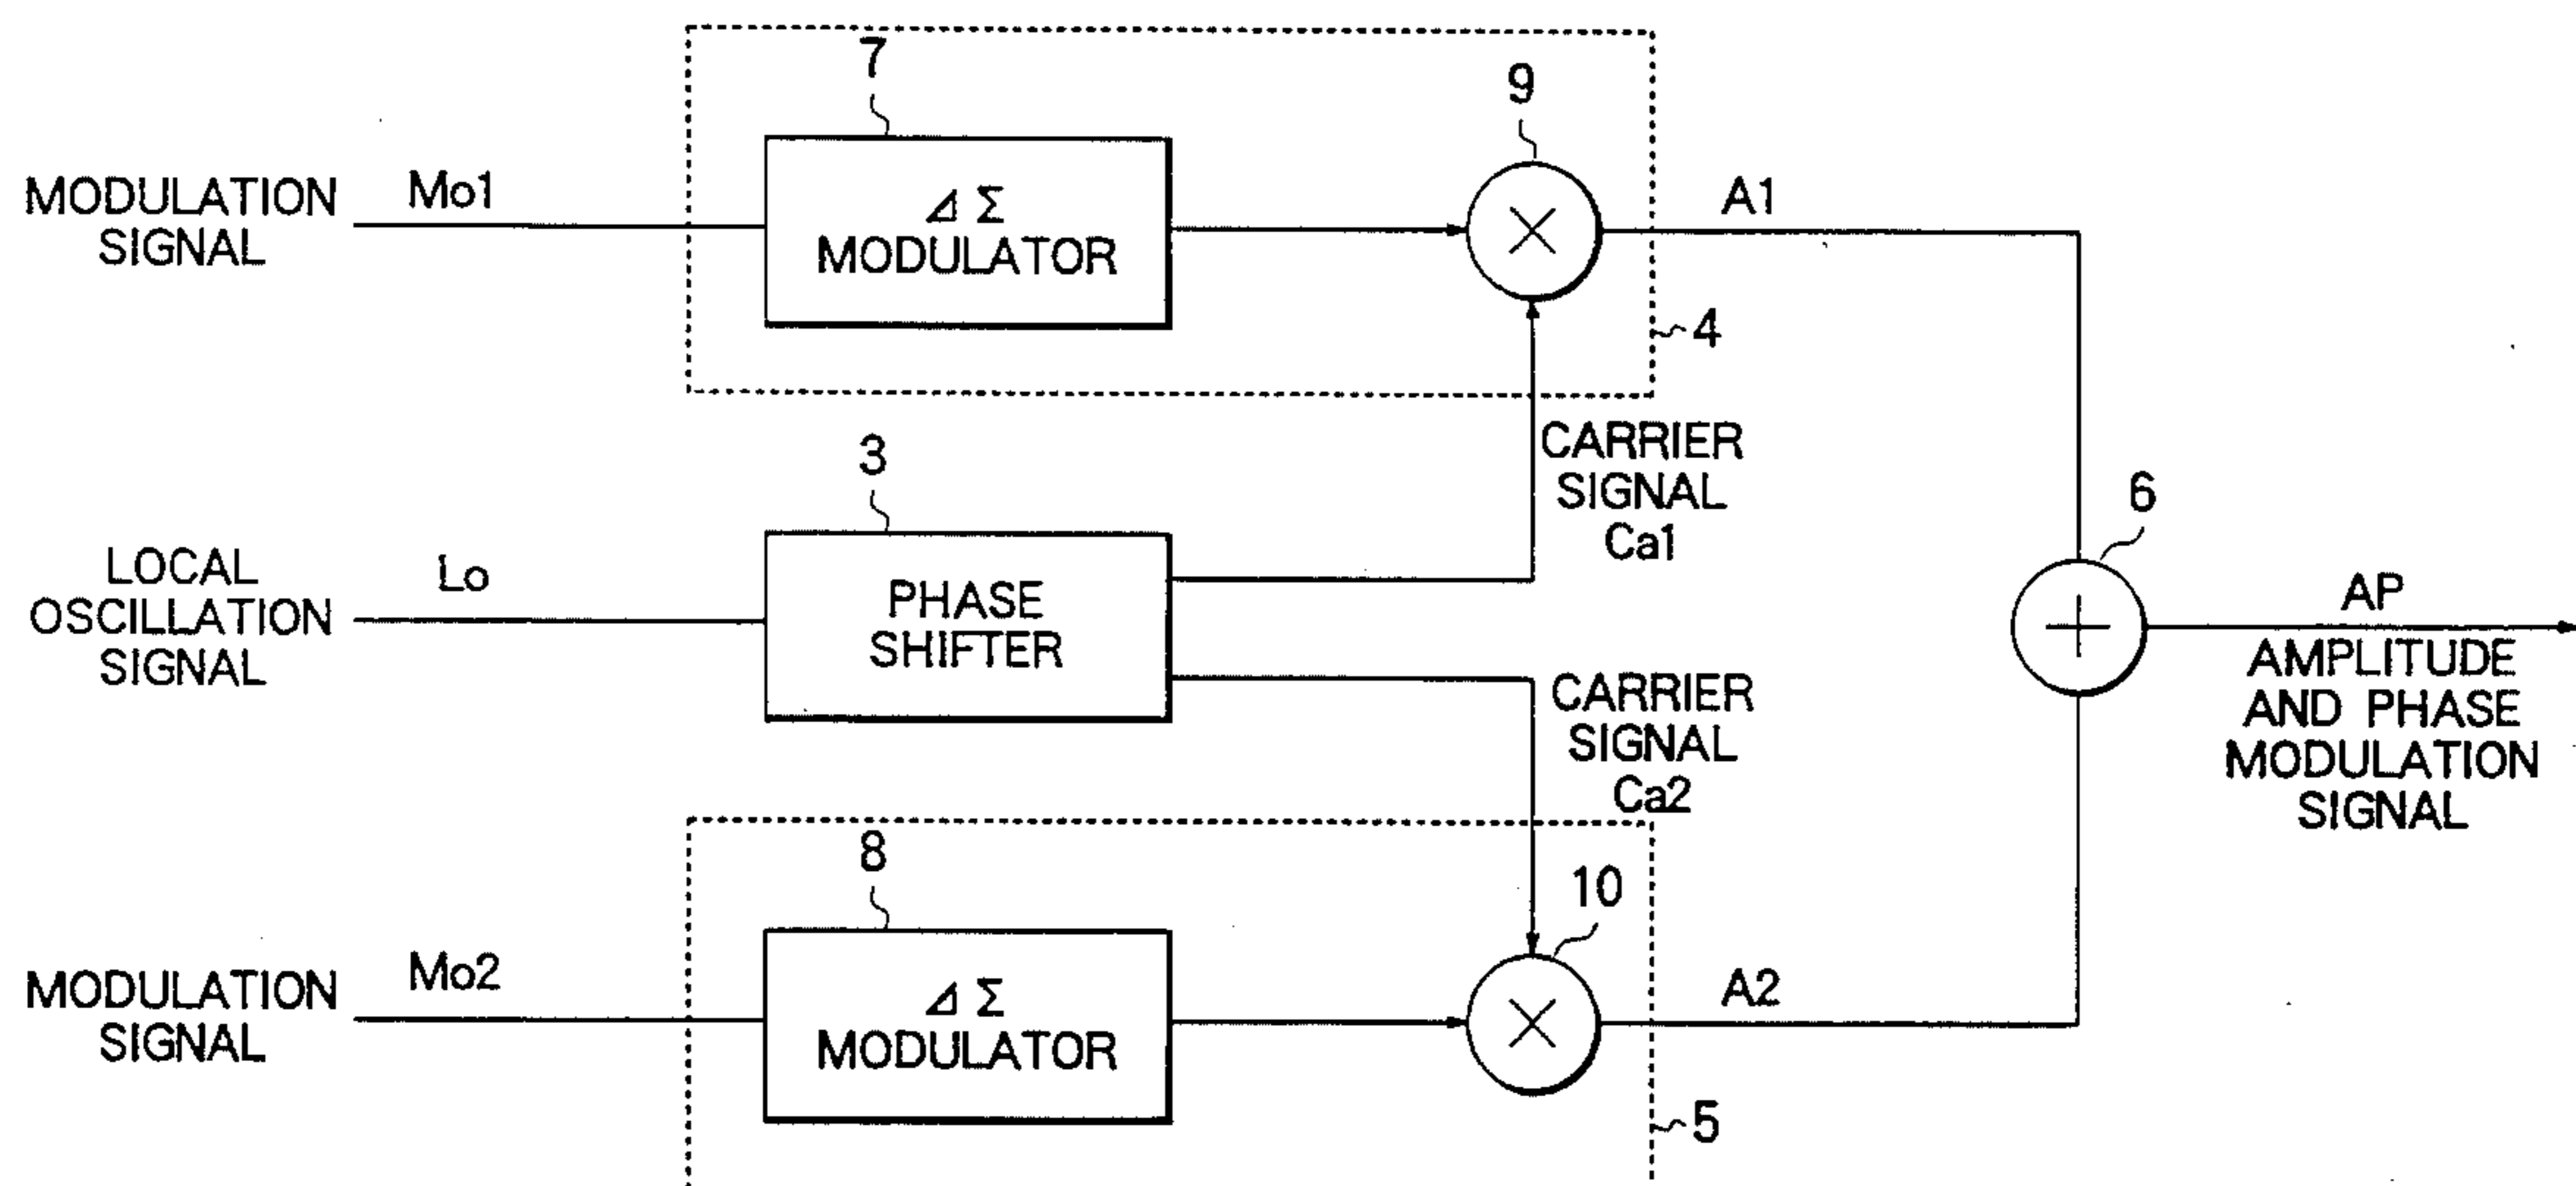 7
9
MODULATION
SIGNAL
Mo1
⊿Σ
MODULATOR
×
A1
4
CARRIER
SIGNAL
Ca1
3
LOCAL
OSCILLATION
SIGNAL
Lo
PHASE
SHIFTER
6
+
AP
AMPLITUDE
AND PHASE
MODULATION
SIGNAL
CARRIER
SIGNAL
Ca2
8
10
MODULATION
SIGNAL
Mo2
⊿Σ
MODULATOR
×
A2
5